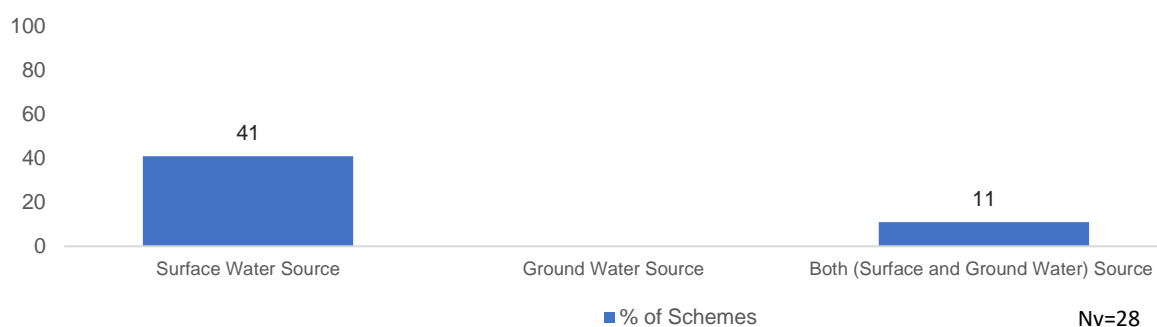 100
80
60
40
20
0
41
11
Surface Water Source
Ground Water Source
Both (Surface and Ground Water) Source
% of Schemes
Nv=28